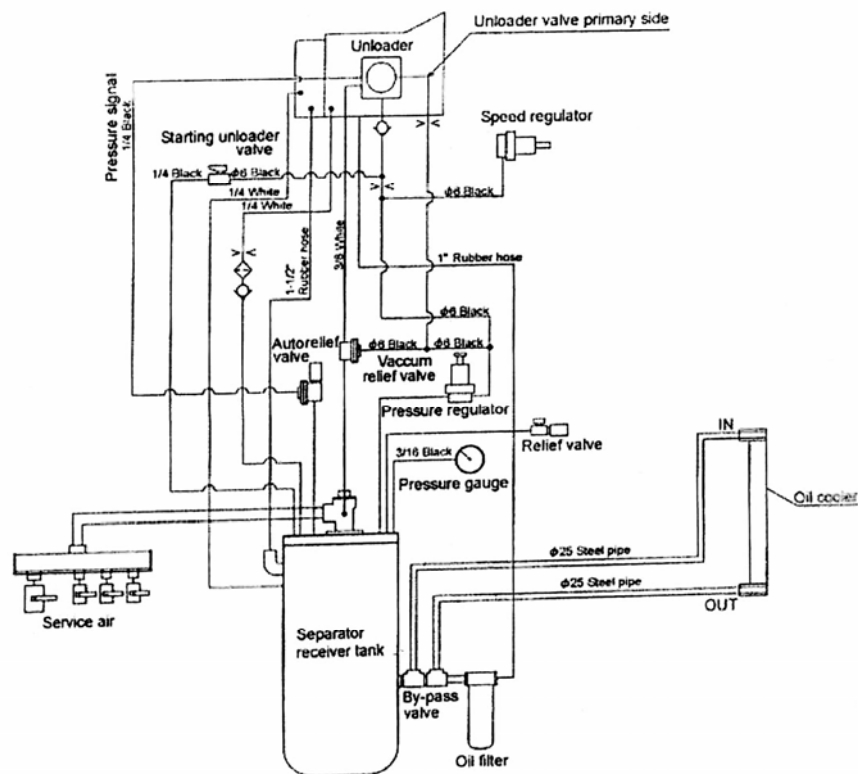 Unloader valve primary side
Unloader
Speed regulator
Pressure signal
1/4 Black
Starting unloader
valve
1/4 Black
ϕ6 Black
1/4 White
1/4 White
ϕ6 Black
1-1/2"
Rubber hose
3/8 White
1" Rubber hose
ϕ6 Black
Autorelief
valve
ϕ6 Black
ϕ6 Black
Vaccum
relief valve
Pressure regulator
IN
Relief valve
3/16 Black
Pressure gauge
Oil cooler
ϕ25 Steel pipe
ϕ25 Steel pipe
OUT
Service air
Separator
receiver tank
By-pass
valve
Oil filter